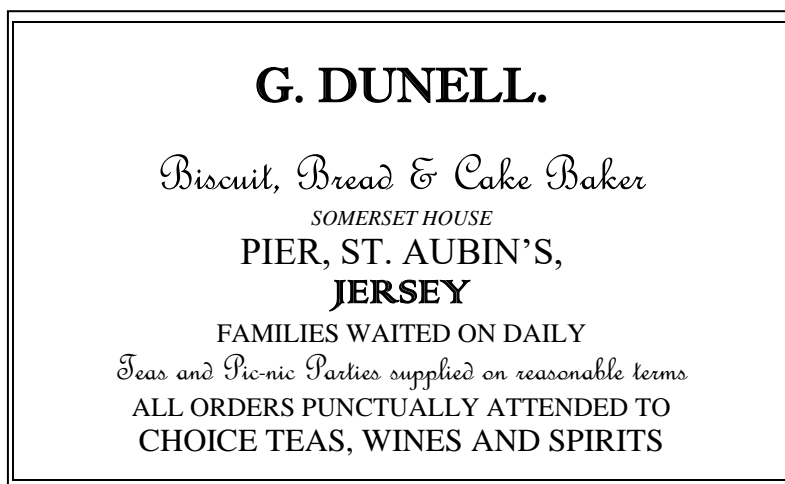 G. DUNELL.
Biscuit, Bread & Cake Baker
SOMERSET HOUSE
PIER, ST. AUBIN’S,
JERSEY
FAMILIES WAITED ON DAILY
Teas and Pic-nic Parties supplied on reasonable terms
ALL ORDERS PUNCTUALLY ATTENDED TO
CHOICE TEAS, WINES AND SPIRITS